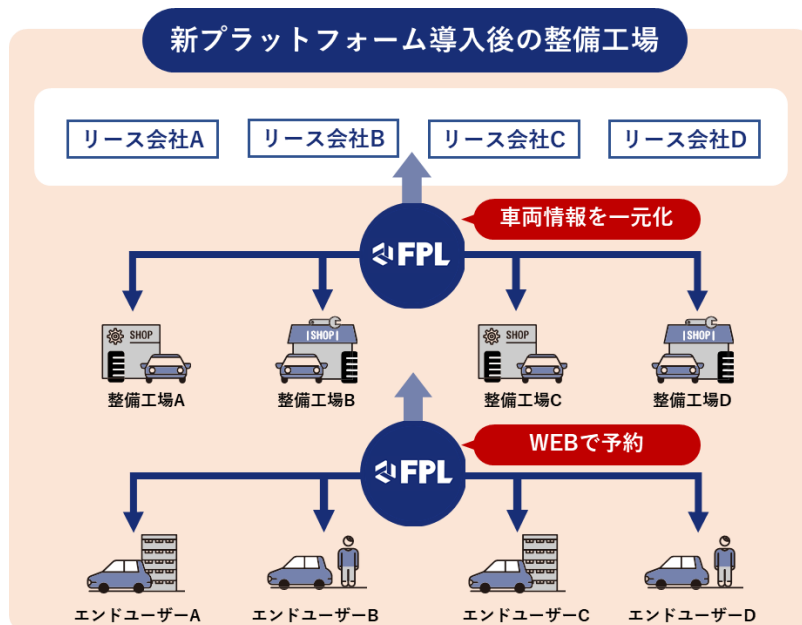 新プラットフォーム導入後の整備工場
リース会社A
リース会社B
リース会社C
リース会社D
車両情報を一元化
FPL
SHOP
SHOP
SHOP
SHOP
整備工場A
整備工場B
整備工場C
整備工場D
WEBで予約
FPL
エンドユーザーA
エンドユーザーB
エンドユーザーC
エンドユーザーD